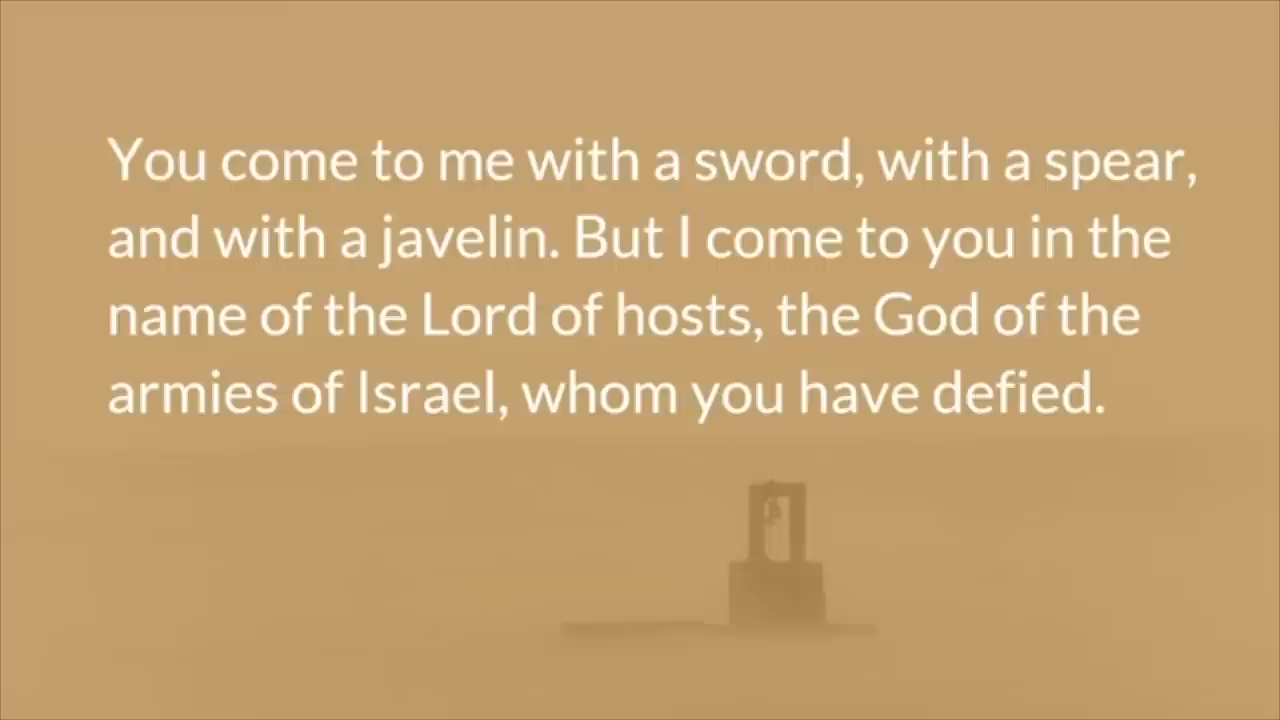 You come to me with a sword, with a spear,
and with a javelin. But I come to you in the
name of the Lord of hosts, the God of the
armies of Israel, whom you have defied.